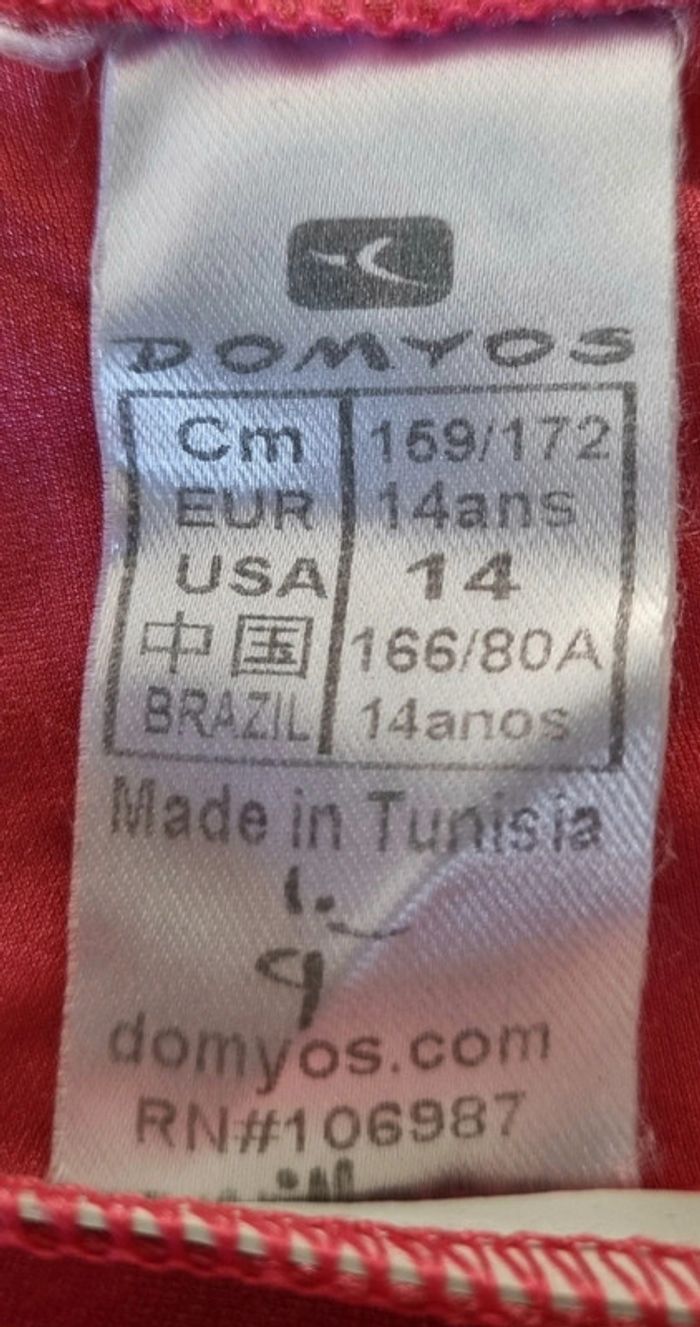 DOMYOS
Cm 159/172
EUR 14ans
USA 14
中国 166/80A
BRAZIL 14anos
Made in Tunisia
domyos.com
RN#106987